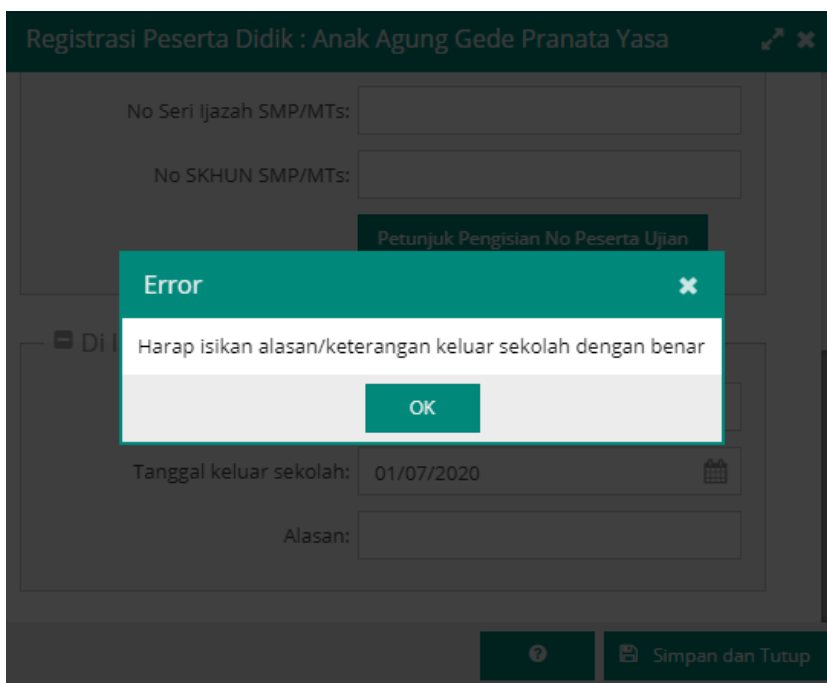 Registrasi Peserta Didik : Anak Agung Gede Pranata Yasa
No Seri Ijazah SMP/MTs:
No SKHUN SMP/MTs:
Petunjuk Pengisian No Peserta Ujian
Error
Di
Harap isikan alasan/keterangan keluar sekolah dengan benar
OK
Tanggal keluar sekolah: 01/07/2020
Alasan:
Simpan dan Tutup